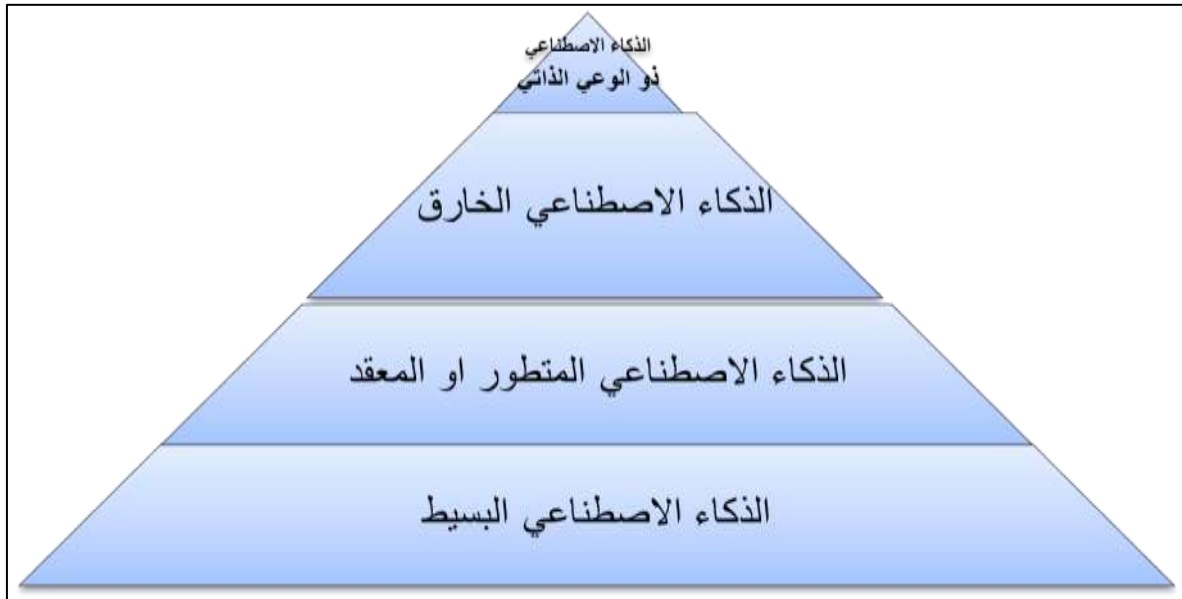 الذكاء الاصطناعي
ذو الوعي الذاتي
الذكاء الاصطناعي الخارق
الذكاء الاصطناعي المتطور او المعقد
الذكاء الاصطناعي البسيط